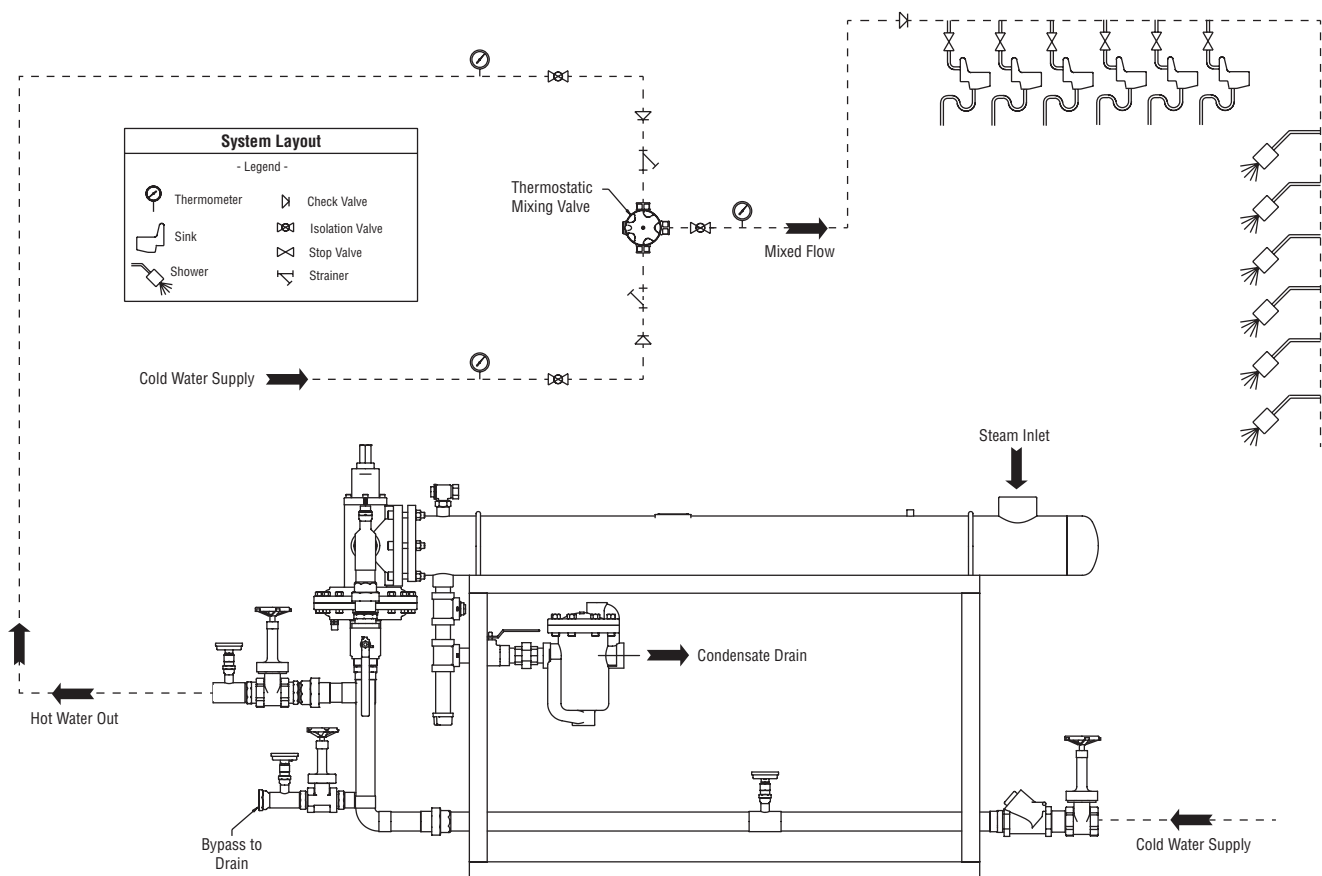 System Layout
- Legend -
Thermometer
Check Valve
Sink
Isolation Valve
Stop Valve
Shower
Strainer
Thermostatic
Mixing Valve
Mixed Flow
Cold Water Supply
Steam Inlet
Condensate Drain
Hot Water Out
Bypass to
Drain
Cold Water Supply